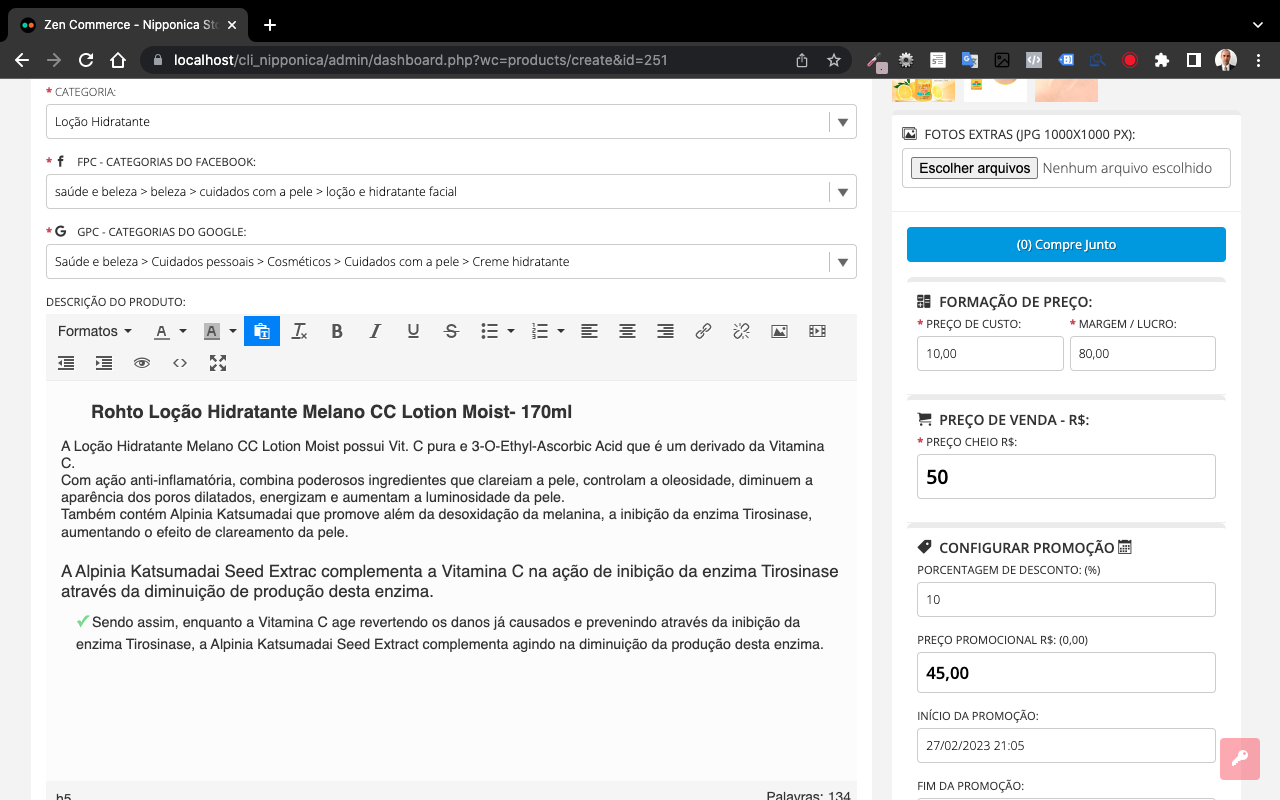 Zen Commerce - Nipponica St
localhost/cli_nipponica/admin/dashboard.php?wc=products/create&id=251
* CATEGORIA:
Loção Hidratante
* FPC - CATEGORIAS DO FACEBOOK:
saúde e beleza > beleza > cuidados com a pele > loção e hidratante facial
* GPC - CATEGORIAS DO GOOGLE:
Saúde e beleza > Cuidados pessoais > Cosméticos > Cuidados com a pele > Creme hidratante
DESCRIÇÃO DO PRODUTO:
Formatos
Rohto Loção Hidratante Melano CC Lotion Moist- 170ml
A Loção Hidratante Melano CC Lotion Moist possui Vit. C pura e 3-O-Ethyl-Ascorbic Acid que é um derivado da Vitamina
C.
Com ação anti-inflamatória, combina poderosos ingredientes que clareiam a pele, controlam a oleosidade, diminuem a
aparência dos poros dilatados, energizam e aumentam a luminosidade da pele.
Também contém Alpinia Katsumadai que promove além da desoxidação da melanina, a inibição da enzima Tirosinase,
aumentando o efeito de clareamento da pele.
A Alpinia Katsumadai Seed Extrac complementa a Vitamina C na ação de inibição da enzima Tirosinase
através da diminuição de produção desta enzima.
✓Sendo assim, enquanto a Vitamina C age revertendo os danos já causados e prevenindo através da inibição da
enzima Tirosinase, a Alpinia Katsumadai Seed Extract complementa agindo na diminuição da produção desta enzima.
h5
Palavras: 134
FOTOS EXTRAS (JPG 1000X1000 PX):
Escolher arquivos Nenhum arquivo escolhido
(0) Compre Junto
FORMAÇÃO DE PREÇO:
* PREÇO DE CUSTO: * MARGEM / LUCRO:
10,00 80,00
PREÇO DE VENDA - R$:
* PREÇO CHEIO R$:
50
CONFIGURAR PROMOÇÃO
PORCENTAGEM DE DESCONTO: (%)
10
PREÇO PROMOCIONAL R$: (0,00)
45,00
INÍCIO DA PROMOÇÃO:
27/02/2023 21:05
FIM DA PROMOÇÃO: